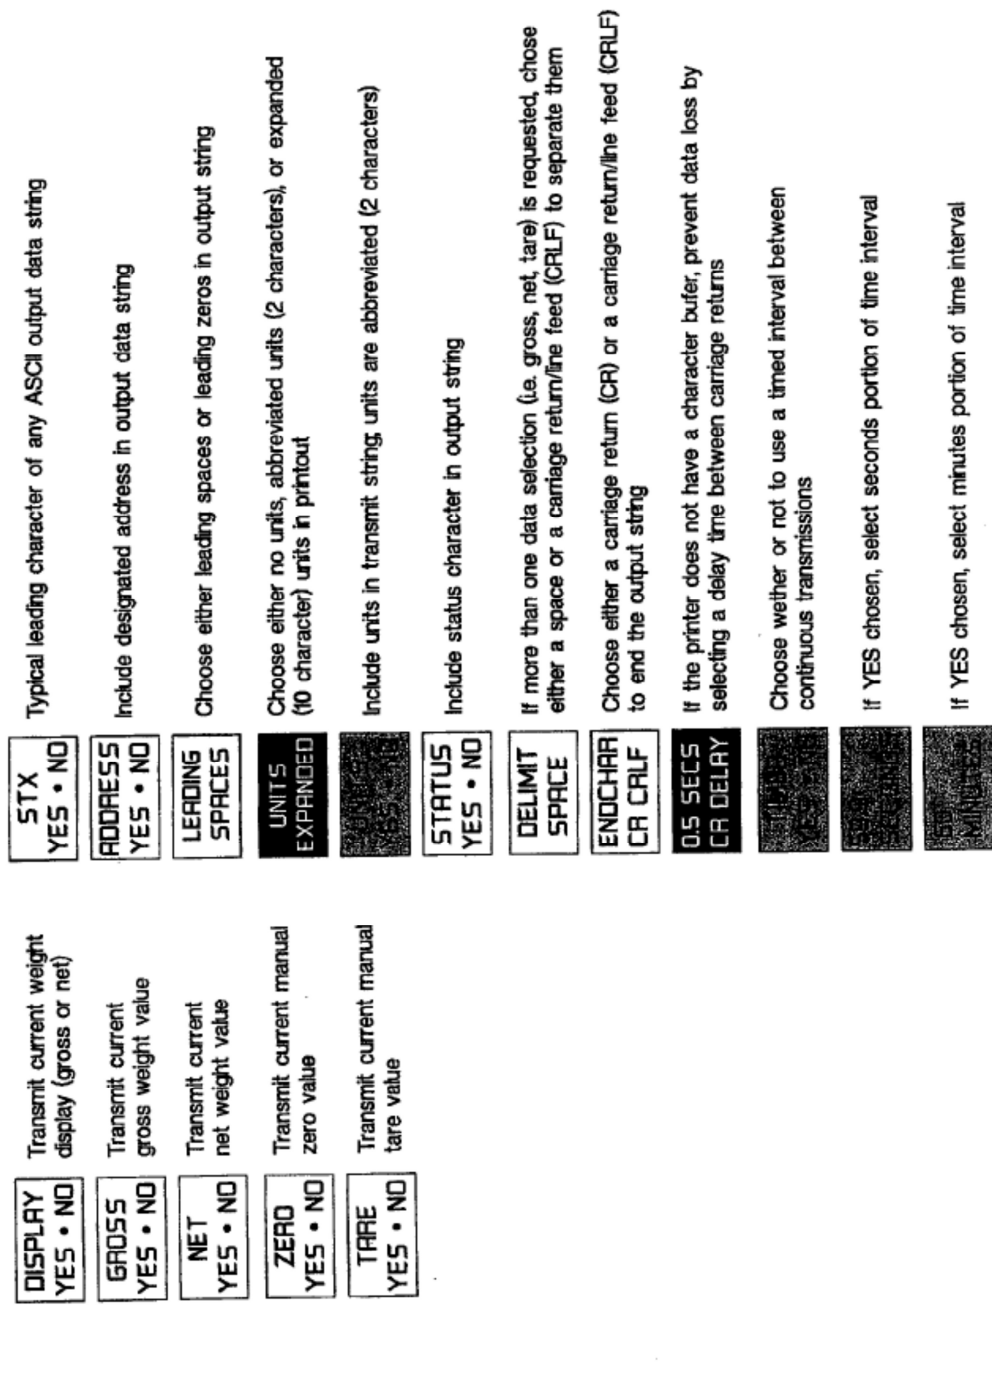 DISPLAY
YES • NO
Transmit current weight
display (gross or net)
GROSS
YES • NO
Transmit current
gross weight value
NET
YES • NO
Transmit current
net weight value
ZERO
YES • NO
Transmit current manual
zero value
TARE
YES • NO
Transmit current manual
tare value
STX
YES • NO
Typical leading character of any ASCII output data string
ADDRESS
YES • NO
Include designated address in output data string
LEADING
SPACES
Choose either leading spaces or leading zeros in output string
UNITS
EXPANDED
Choose either no units, abbreviated units (2 characters), or expanded
(10 character) units in printout
YES • NO
Include units in transmit string; units are abbreviated (2 characters)
STATUS
YES • NO
Include status character in output string
DELIMIT
SPACE
If more than one data selection (i.e. gross, net, tare) is requested, chose
either a space or a carriage return/line feed (CRLF) to separate them
ENDCHAR
CR CRLF
Choose either a carriage return (CR) or a carriage return/line feed (CRLF)
to end the output string
0.5 SECS
CR DELAY
If the printer does not have a character bufer, prevent data loss by
selecting a delay time between carriage returns
Choose wether or not to use a timed interval between
continuous transmissions
If YES chosen, select seconds portion of time interval
MINUTES
If YES chosen, select minutes portion of time interval